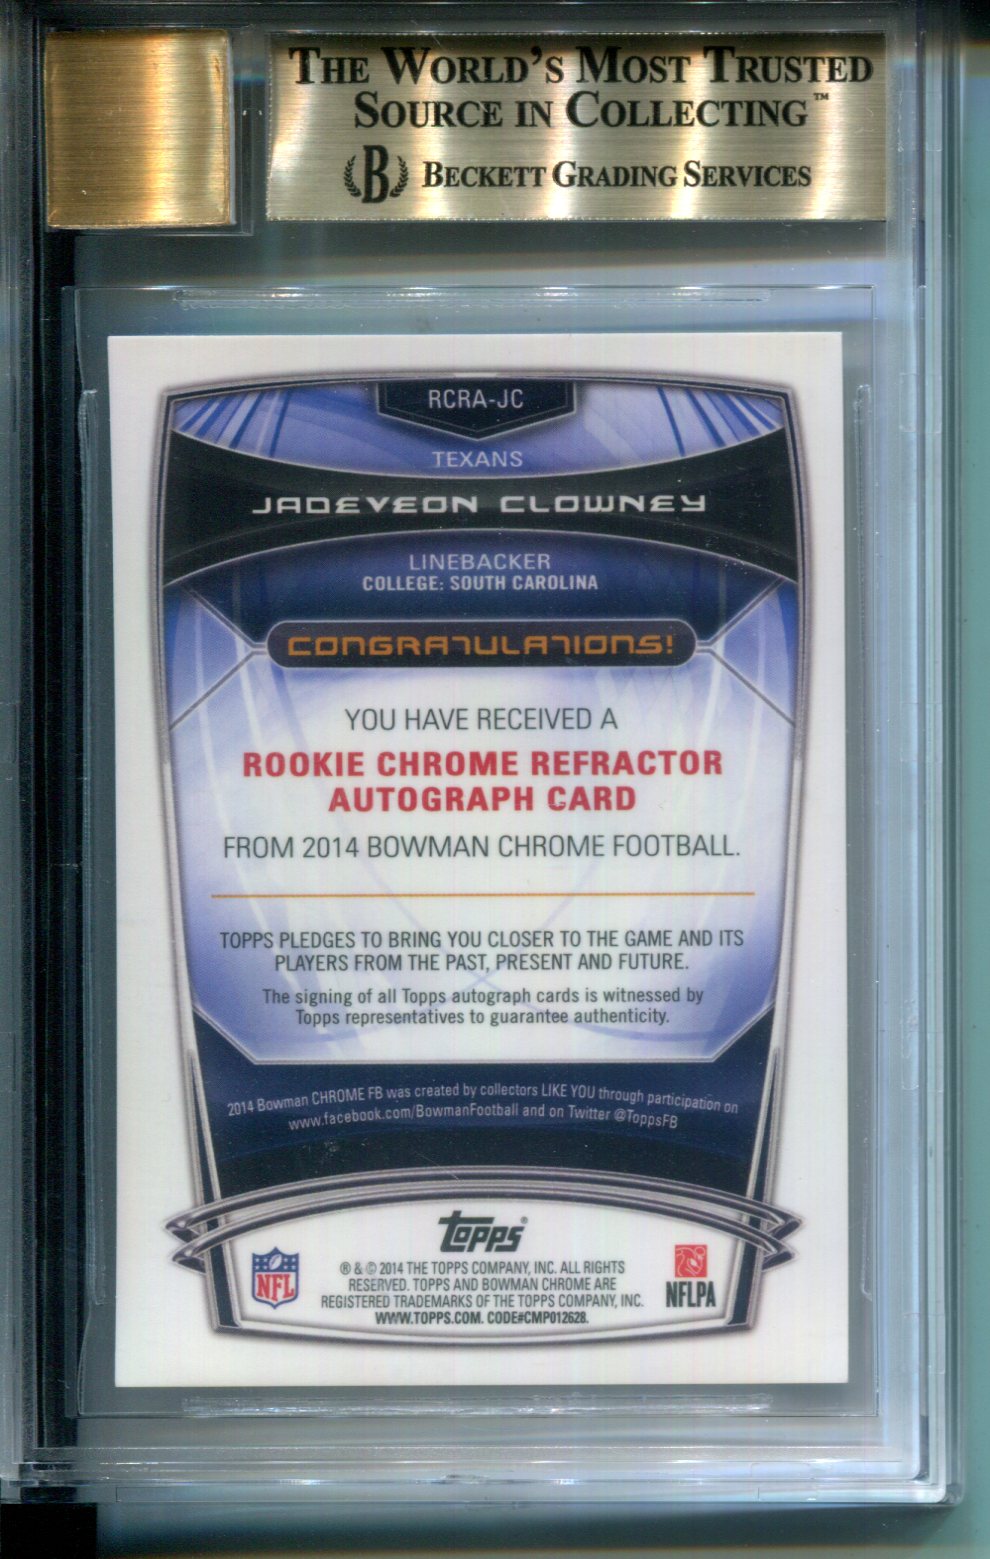 THE WORLD'S MOST TRUSTED
SOURCE IN COLLECTING™
B BECKETT GRADING SERVICES
RCRA-JC
TEXANS
JADEVEON CLOWNEY
LINEBACKER
COLLEGE: SOUTH CAROLINA
CONGRATULATIONS!
YOU HAVE RECEIVED A
ROOKIE CHROME REFRACTOR
AUTOGRAPH CARD
FROM 2014 BOWMAN CHROME FOOTBALL.
TOPPS PLEDGES TO BRING YOU CLOSER TO THE GAME AND ITS
PLAYERS FROM THE PAST, PRESENT AND FUTURE.
The signing of all Topps autograph cards is witnessed by
Topps representatives to guarantee authenticity.
2014 Bowman CHROME FB was created by collectors LIKE YOU through participation on
www.facebook.com/BowmanFootball and on Twitter @ToppsFB
Topps®
NFL
® & © 2014 THE TOPPS COMPANY, INC. ALL RIGHTS
RESERVED. TOPPS AND BOWMAN CHROME ARE
REGISTERED TRADEMARKS OF THE TOPPS COMPANY, INC.
WWW.TOPPS.COM. CODE#CMP012628.
NFLPA